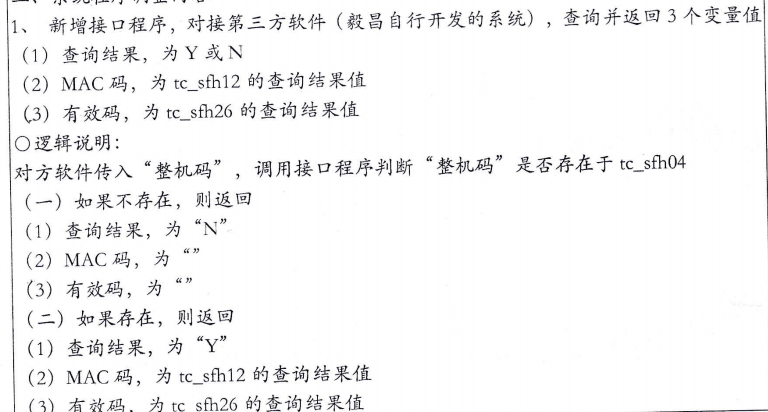 1、 新增接口程序，对接第三方软件（毅昌自行开发的系统），查询并返回 3 个变量值
（1）查询结果，为 Y 或 N
（2）MAC 码，为 tc_sfh12 的查询结果值
（3）有效码，为 tc_sfh26 的查询结果值
○逻辑说明：
对方软件传入“整机码”，调用接口程序判断“整机码”是否存在于 tc_sfh04
（一）如果不存在，则返回
（1）查询结果，为“N”
（2）MAC 码，为“”
（3）有效码，为“”
（二）如果存在，则返回
（1）查询结果，为“Y”
（2）MAC 码，为 tc_sfh12 的查询结果值
（3）有效码，为 tc_sfh26 的查询结果值